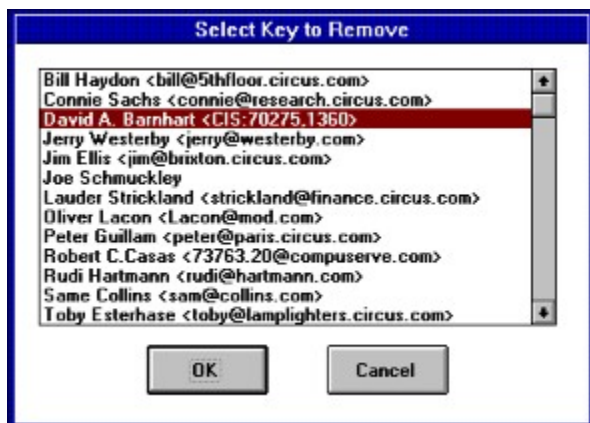 Select Key to Remove
Bill Haydon <bill@5thfloor.circus.com>
Connie Sachs <connie@research.circus.com>
David A. Barnhart <CIS:70275,1360>
Jerry Westerby <jerry@westerby.com>
Jim Ellis <jim@brixton.circus.com>
Joe Schmuckley
Lauder Strickland <strickland@finance.circus.com>
Oliver Lacon <Lacon@mod.com>
Peter Guillam <peter@paris.circus.com>
Robert C.Casas <73763.20@compuserve.com>
Rudi Hartmann <rudi@hartmann.com>
Same Collins <sam@collins.com>
Toby Esterhase <toby@lamplighters.circus.com>
OK Cancel